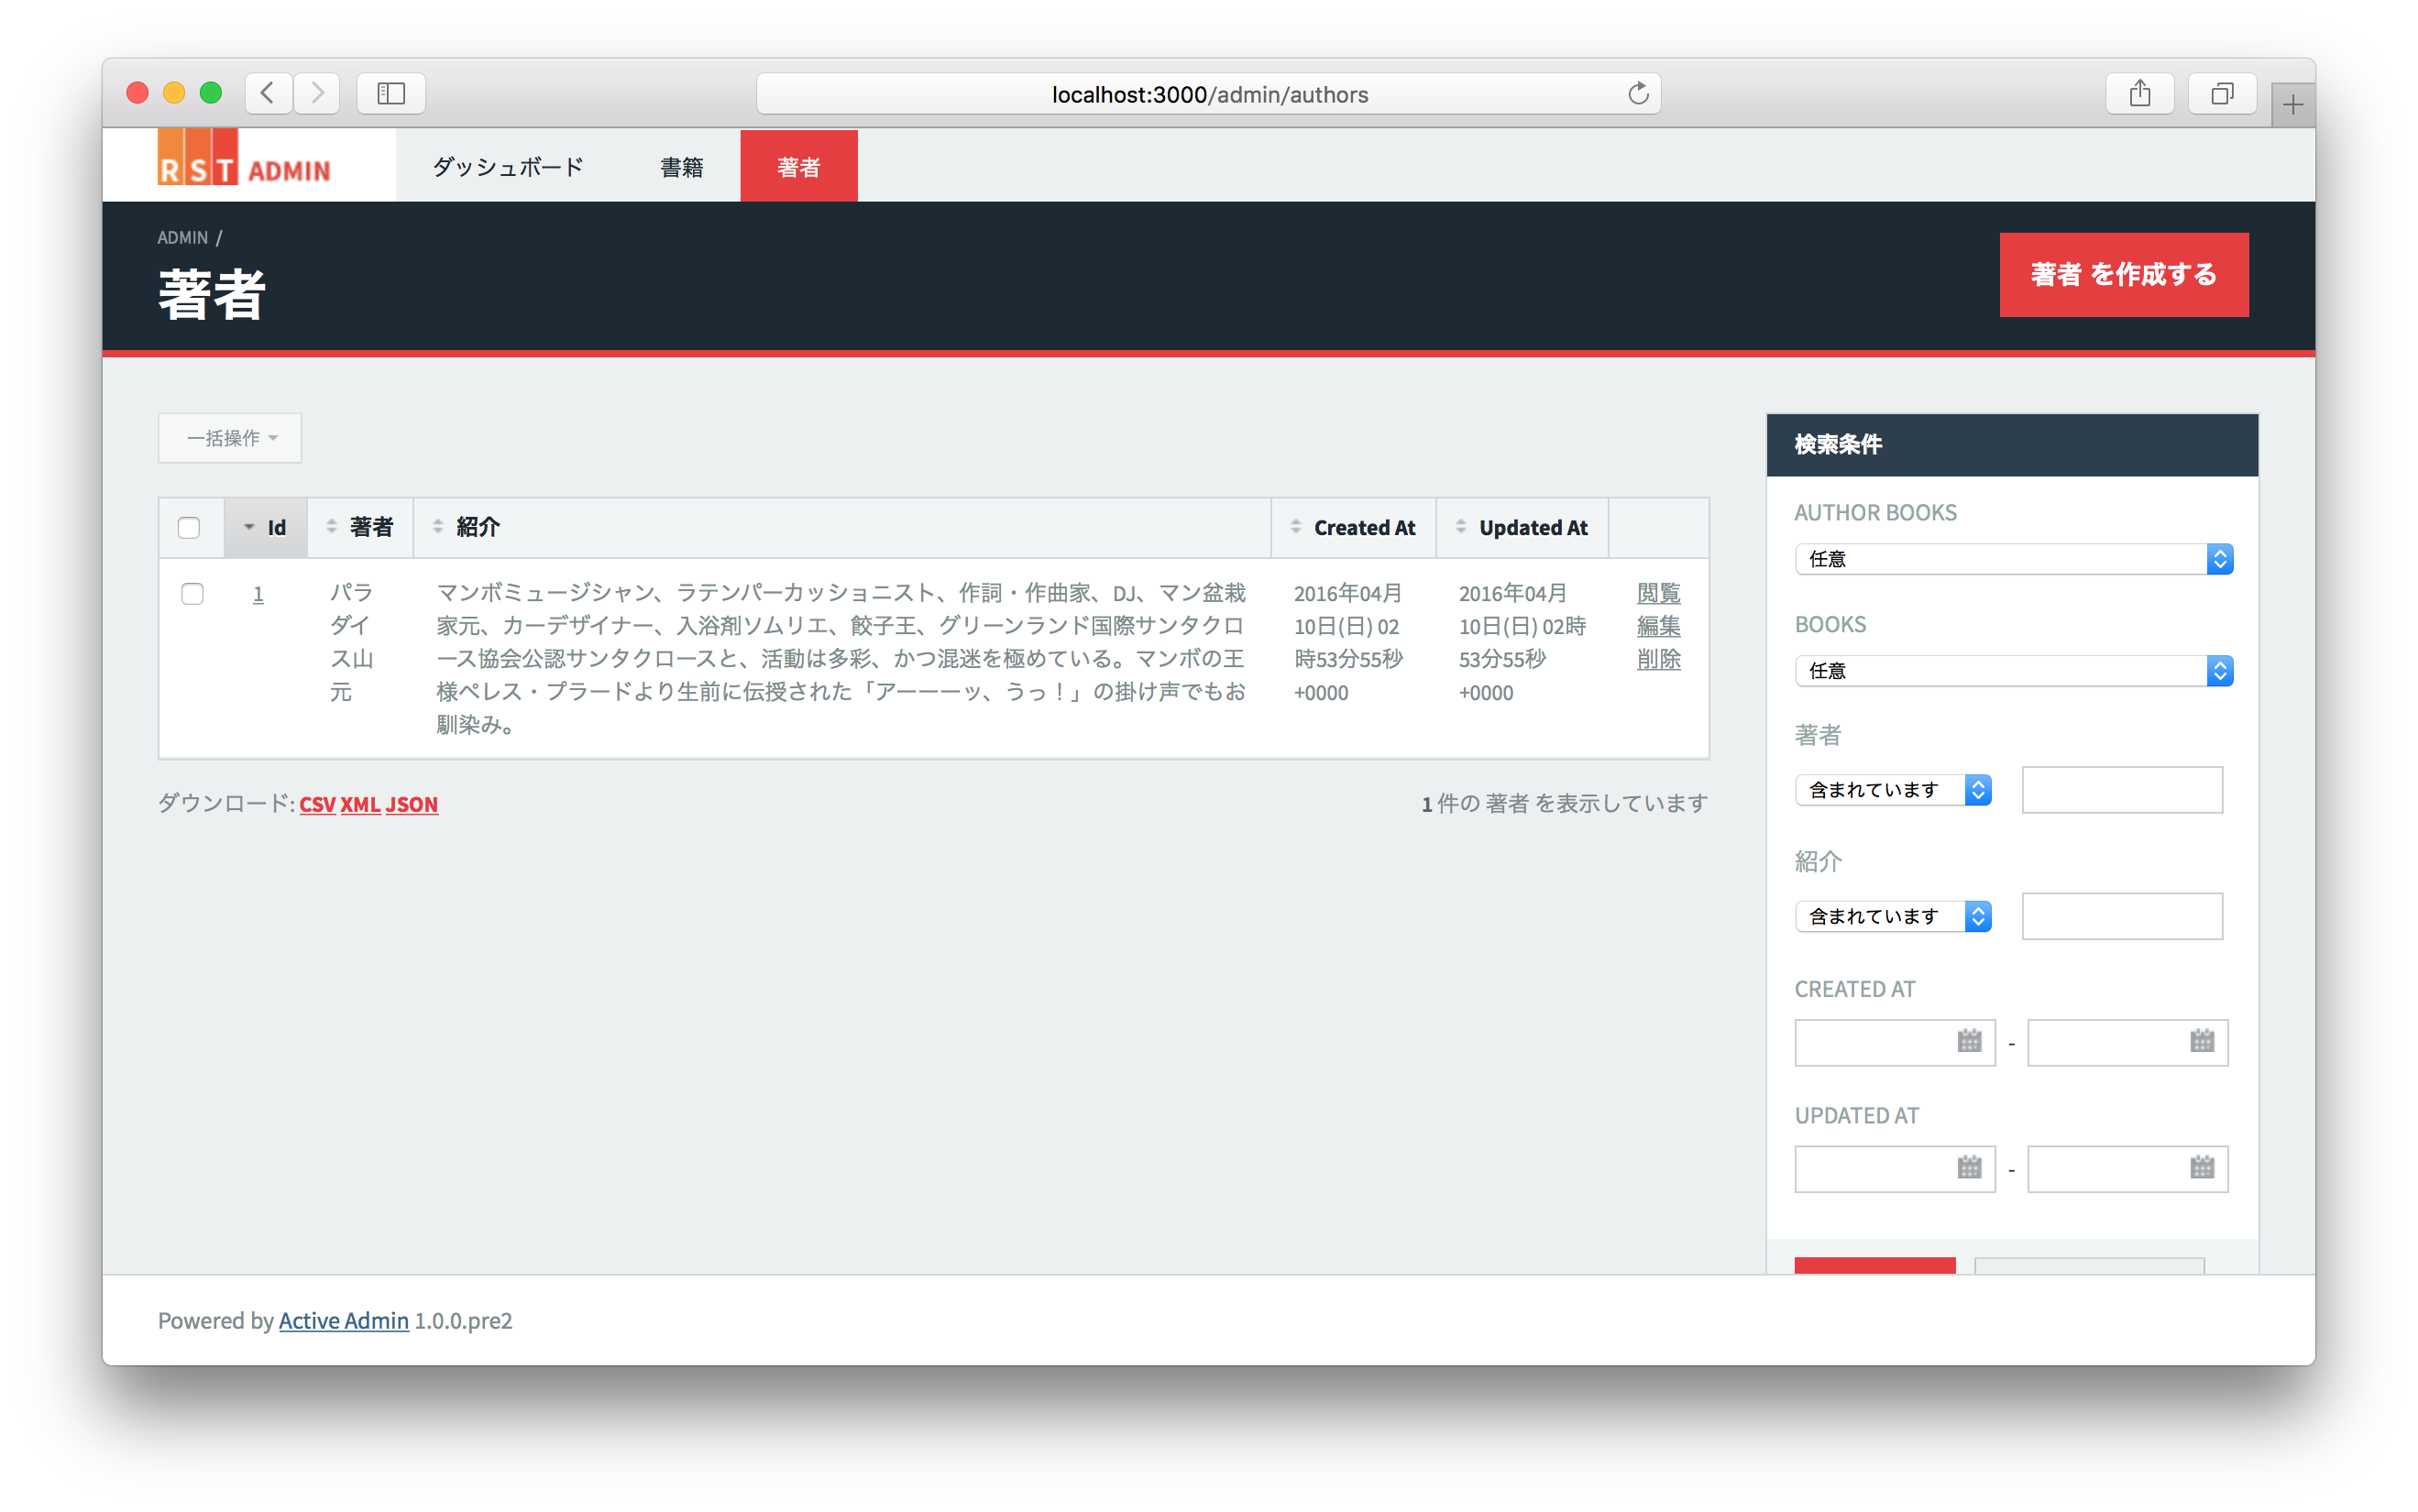 localhost:3000/admin/authors
RST ADMIN
ダッシュボード
書籍
著者
ADMIN /
著者
著者 を作成する
一括操作
Id
著者
紹介
Created At
Updated At
1
パラ
ダイ
ス山
元
マンボミュージシャン、ラテンパーカッショニスト、作詞・作曲家、DJ、マン盆栽
家元、カーデザイナー、入浴剤ソムリエ、餃子王、グリーンランド国際サンタクロ
ース協会公認サンタクロースと、活動は多彩、かつ混迷を極めている。マンボの王
様ペレス・プラードより生前に伝授された「アーーーッ、うっ！」の掛け声でもお
馴染み。
2016年04月
10日(日) 02
時53分55秒
+0000
2016年04月
10日(日) 02時
53分55秒
+0000
閲覧
編集
削除
ダウンロード: CSV XML JSON
1 件の 著者 を表示しています
検索条件
AUTHOR BOOKS
任意
BOOKS
任意
著者
含まれています
紹介
含まれています
CREATED AT
-
UPDATED AT
-
Powered by Active Admin 1.0.0.pre2